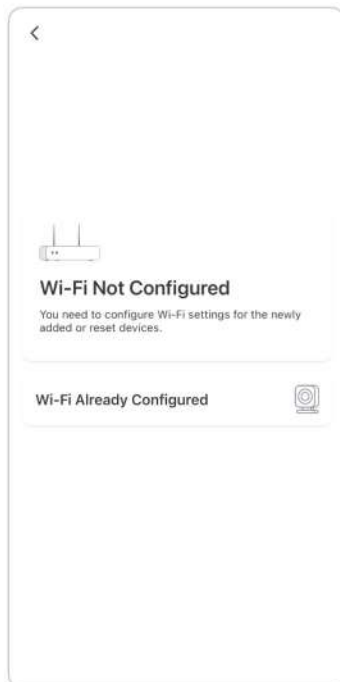 Wi-Fi Not Configured
You need to configure Wi-Fi settings for the newly
added or reset devices.
Wi-Fi Already Configured